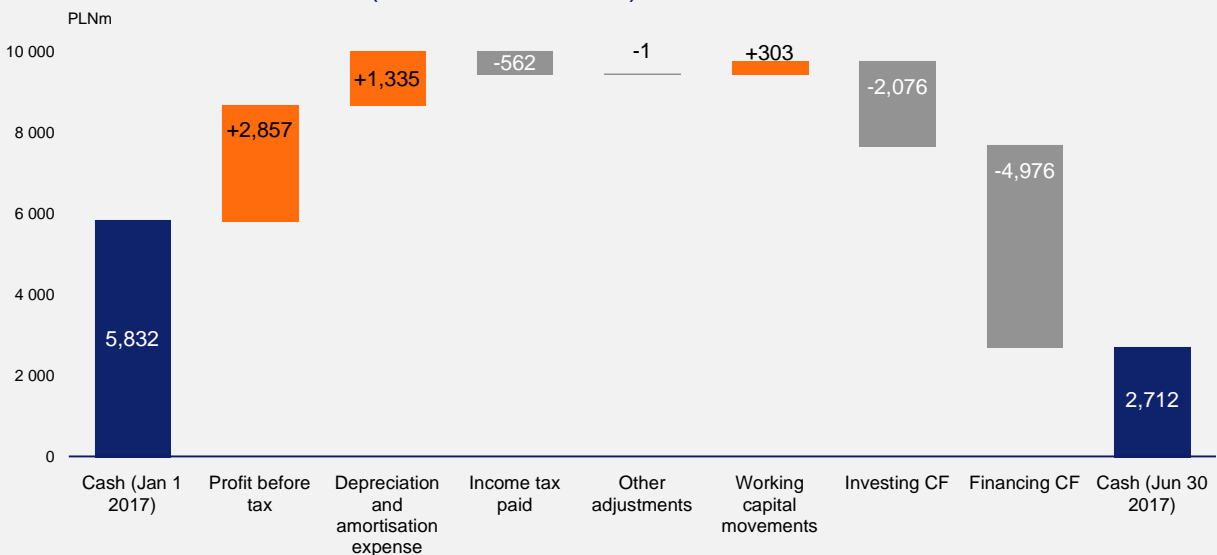 PLNm
10 000
8 000
6 000
4 000
2 000
0
5,832
+2,857
+1,335
-562
-1
+303
-2,076
-4,976
2,712
Cash (Jan 1
2017)
Profit before
tax
Depreciation
and
amortisation
expense
Income tax
paid
Other
adjustments
Working
capital
movements
Investing CF
Financing CF
Cash (Jun 30
2017)